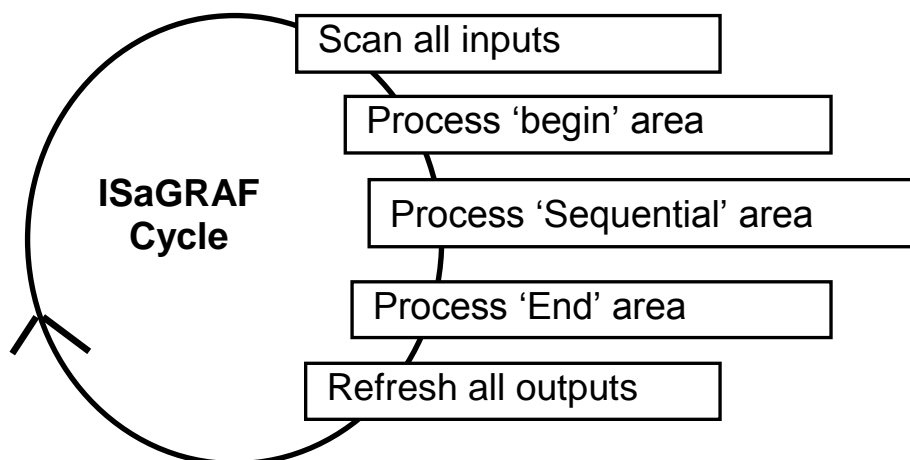 Scan all inputs
Process ‘begin’ area
ISaGRAF
Cycle
Process ‘Sequential’ area
Process ‘End’ area
Refresh all outputs